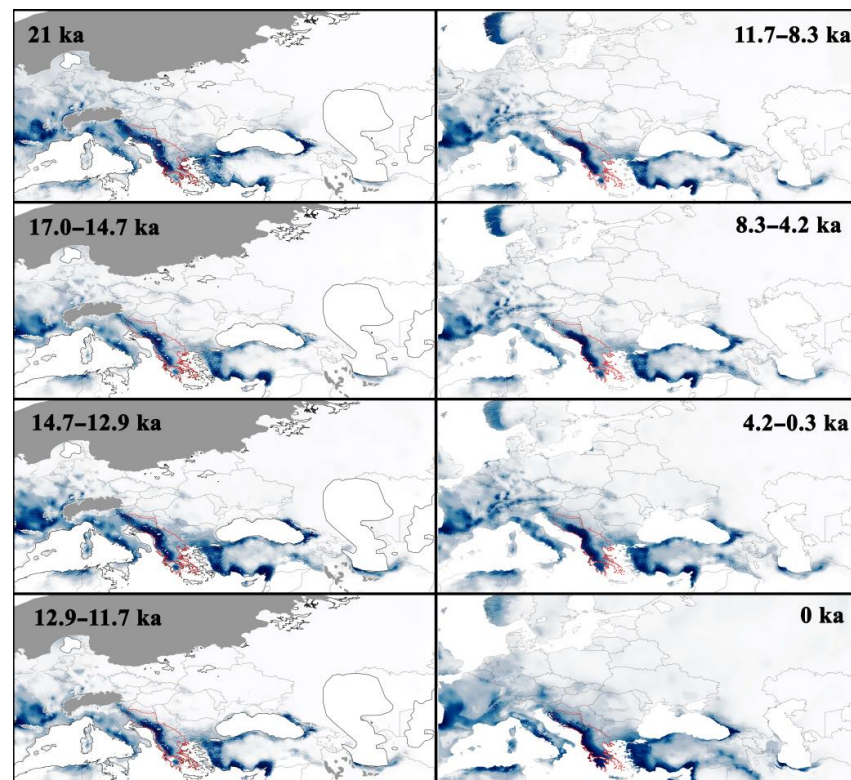 21 ka
11.7–8.3 ka
17.0–14.7 ka
8.3–4.2 ka
14.7–12.9 ka
4.2–0.3 ka
12.9–11.7 ka
0 ka